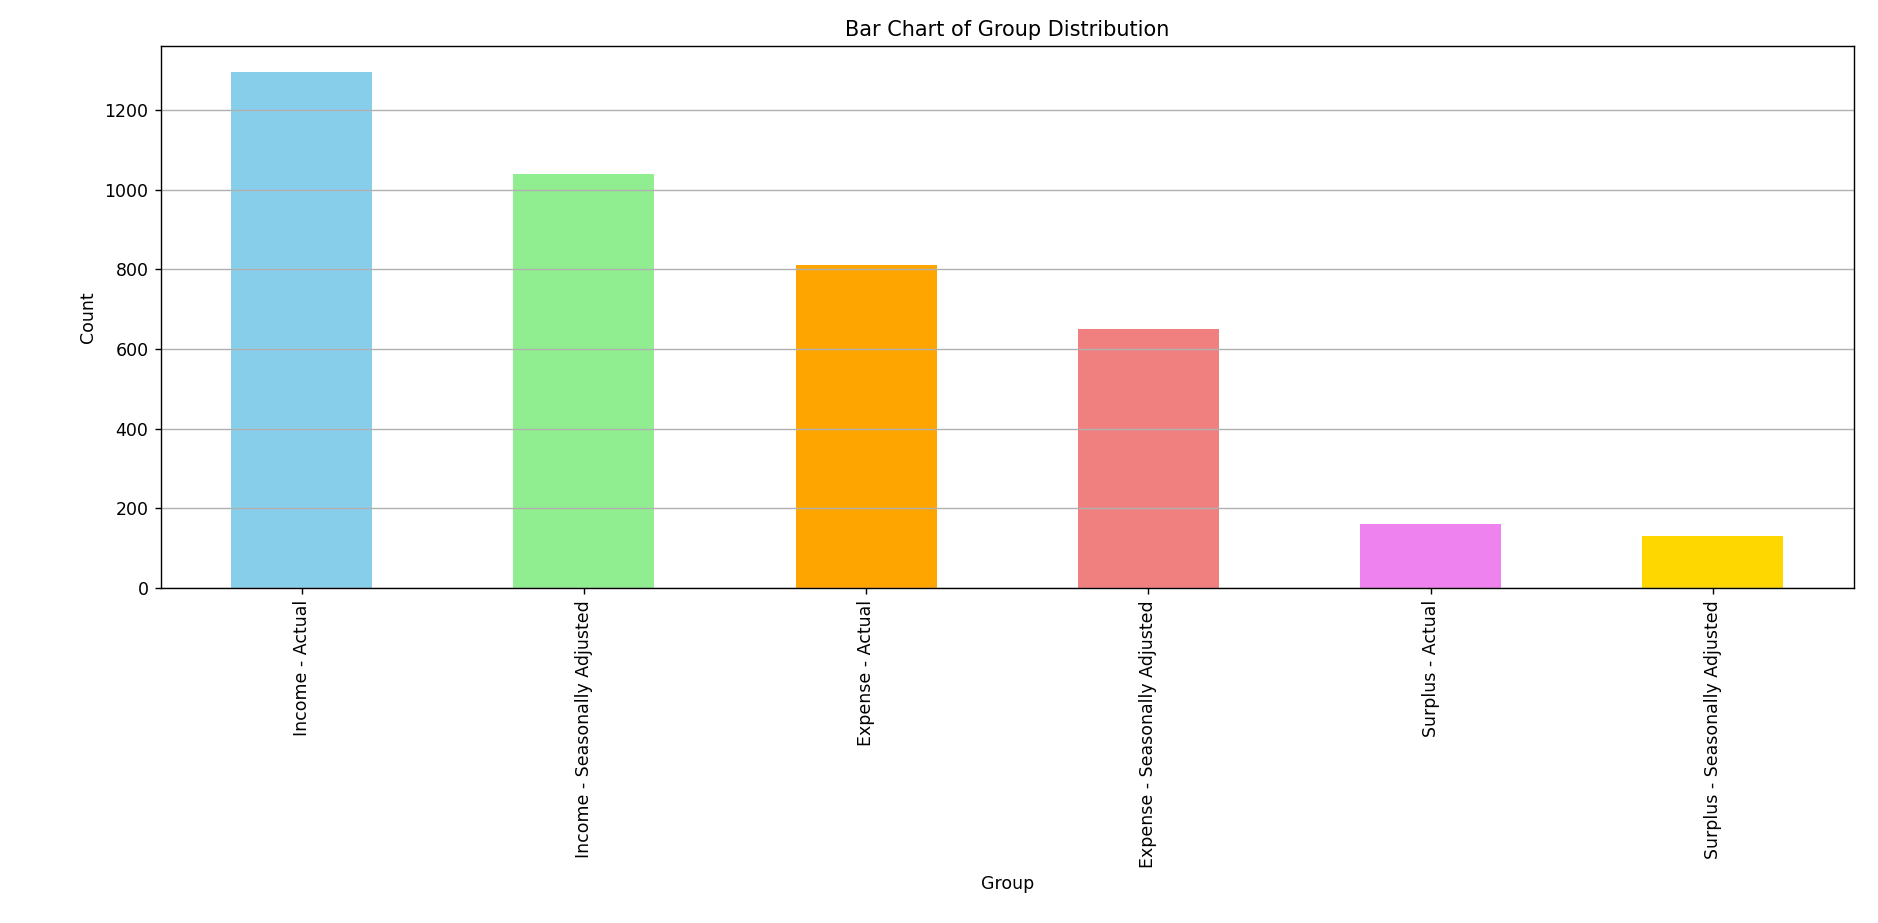 Bar Chart of Group Distribution
Count
1200
1000
800
600
400
200
0
Income - Actual
Income - Seasonally Adjusted
Expense - Actual
Expense - Seasonally Adjusted
Surplus - Actual
Surplus - Seasonally Adjusted
Group